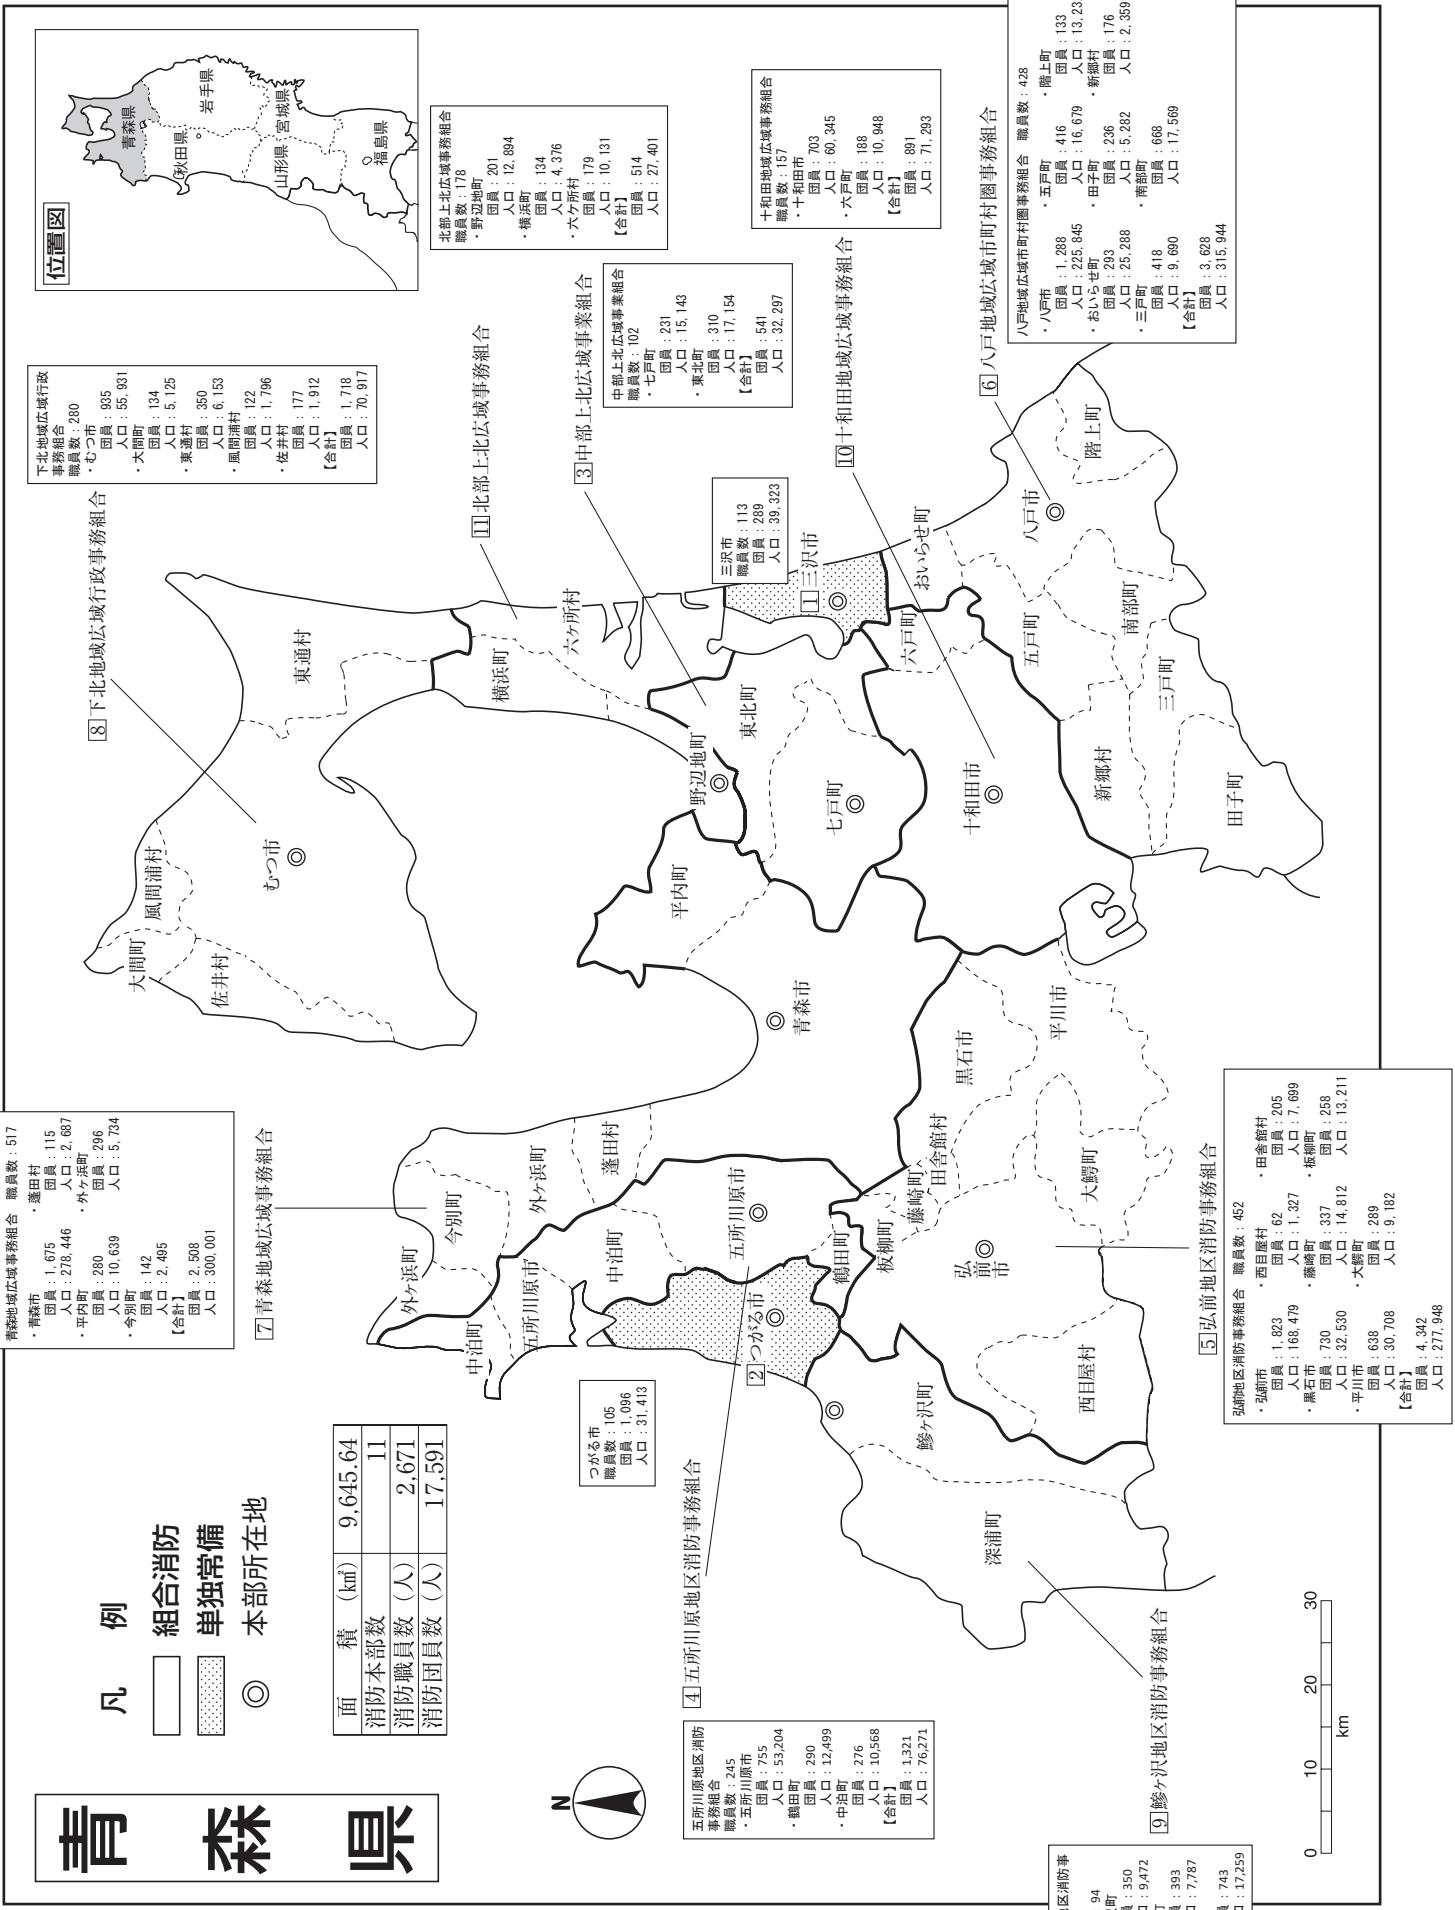 青森県
凡　例
組合消防
単独常備
本部所在地
面　積 (km²) 9,645.64
消防本部数 11
消防職員数 (人) 2,671
消防団員数 (人) 17,591
N
位置図
青森県
秋田県
岩手県
山形県
宮城県
福島県
青森地域広域事務組合　職員数：517
・青森市
団員：1,675
人口：278,446
・平内町
団員：280
人口：10,639
・今別町
団員：142
人口：2,495
・蓬田村
団員：115
人口：2,687
・外ヶ浜町
団員：296
人口：5,734
【合計】
団員：2,508
人口：300,001
7 青森地域広域事務組合
下北地域広域行政
事務組合
職員数：280
・むつ市
団員：935
人口：55,931
・大間町
団員：134
人口：5,125
・東通村
団員：350
人口：6,153
・風間浦村
団員：122
人口：1,796
・佐井村
団員：177
人口：1,912
【合計】
団員：1,718
人口：70,917
8 下北地域広域行政事務組合
北部上北広域事務組合
職員数：178
・野辺地町
団員：201
人口：12,894
・横浜町
団員：134
人口：4,376
・六ケ所村
団員：179
人口：10,131
【合計】
団員：514
人口：27,401
11 北部上北広域事務組合
3 中部上北広域事業組合
中部上北広域事業組合
職員数：102
・七戸町
団員：231
人口：15,143
・東北町
団員：310
人口：17,154
【合計】
団員：541
人口：32,297
三沢市
職員数：113
団員：289
人口：39,323
十和田地域広域事務組合
職員数：157
・十和田市
団員：703
人口：60,345
・六戸町
団員：188
人口：10,948
【合計】
団員：891
人口：71,293
10 十和田地域広域事務組合
6 八戸地域広域市町村圏事務組合
八戸地域広域市町村圏事務組合　職員数：428
・八戸市
団員：1,288
人口：225,845
・おいらせ町
団員：293
人口：25,288
・三戸町
団員：418
人口：9,690
・五戸町
団員：416
人口：16,679
・田子町
団員：236
人口：5,282
・南部町
団員：668
人口：17,569
・階上町
団員：133
人口：13,23
・新郷村
団員：176
人口：2,359
【合計】
団員：3,628
人口：315,944
つがる市
職員数：105
団員：1,096
人口：31,413
4 五所川原地区消防事務組合
五所川原地区消防
事務組合
職員数：245
・五所川原市
団員：755
人口：53,204
・鶴田町
団員：290
人口：12,499
・中泊町
団員：276
人口：10,568
【合計】
団員：1,321
人口：76,271
5 弘前地区消防事務組合
弘前地区消防事務組合　職員数：452
・弘前市
団員：1,823
人口：168,479
・黒石市
団員：730
人口：32,530
・平川市
団員：638
人口：30,708
・西目屋村
団員：62
人口：1,327
・藤崎町
団員：337
人口：14,812
・大鰐町
団員：289
人口：9,182
・田舎館村
団員：205
人口：7,699
・板柳町
団員：258
人口：13,211
【合計】
団員：4,342
人口：277,948
9 鰺ヶ沢地区消防事務組合
区消防事
：94
町
員：350
口：9,472
町
員：393
口：7,787
員：743
口：17,259
大間町
風間浦村
佐井村
むつ市
東通村
横浜町
六ヶ所村
野辺地町
東北町
七戸町
1
三沢市
六戸町
おいらせ町
十和田市
五戸町
八戸市
階上町
南部町
三戸町
新郷村
田子町
平内町
青森市
外ヶ浜町
今別町
外ヶ浜町
蓬田村
中泊町
五所川原市
中泊町
五所川原市
2
つがる市
鶴田町
板柳町
藤崎町
田舎館村
黒石市
平川市
大鰐町
弘前市
西目屋村
鰺ヶ沢町
深浦町
0 10 20 30
km